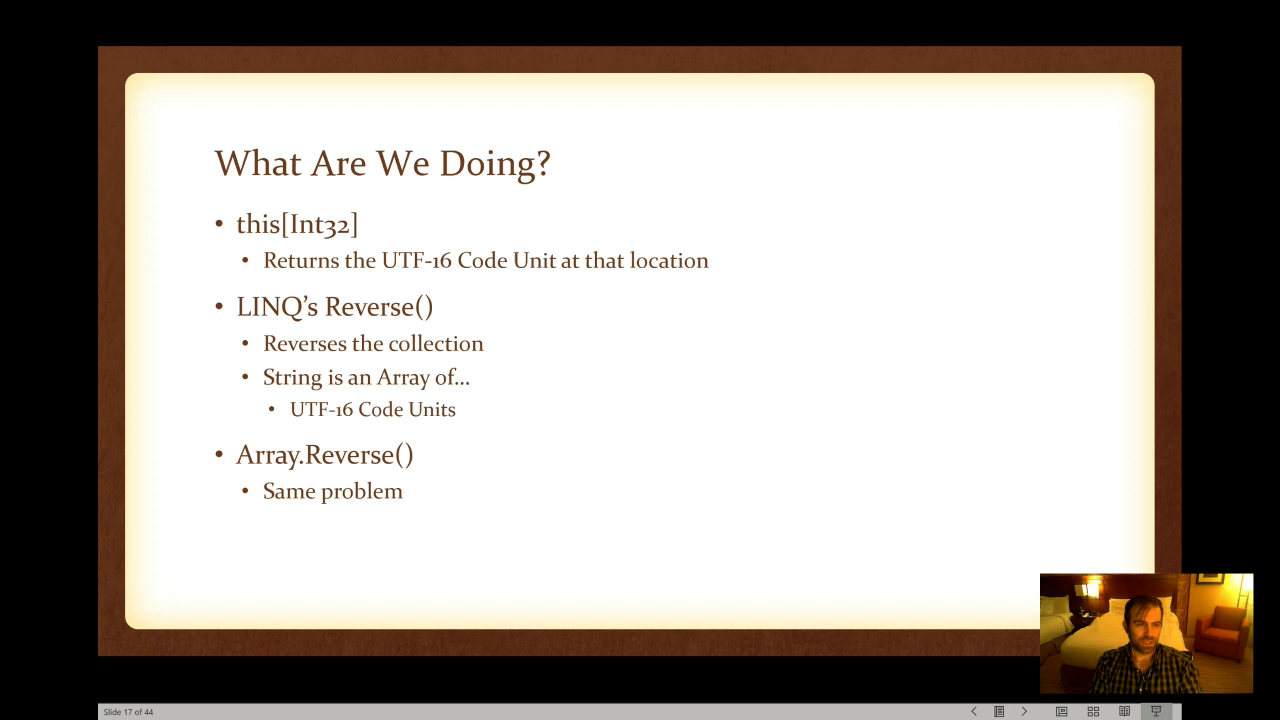 What Are We Doing?
• this[Int32]
• Returns the UTF-16 Code Unit at that location
• LINQ’s Reverse()
• Reverses the collection
• String is an Array of…
• UTF-16 Code Units
• Array.Reverse()
• Same problem
Slide 17 of 44